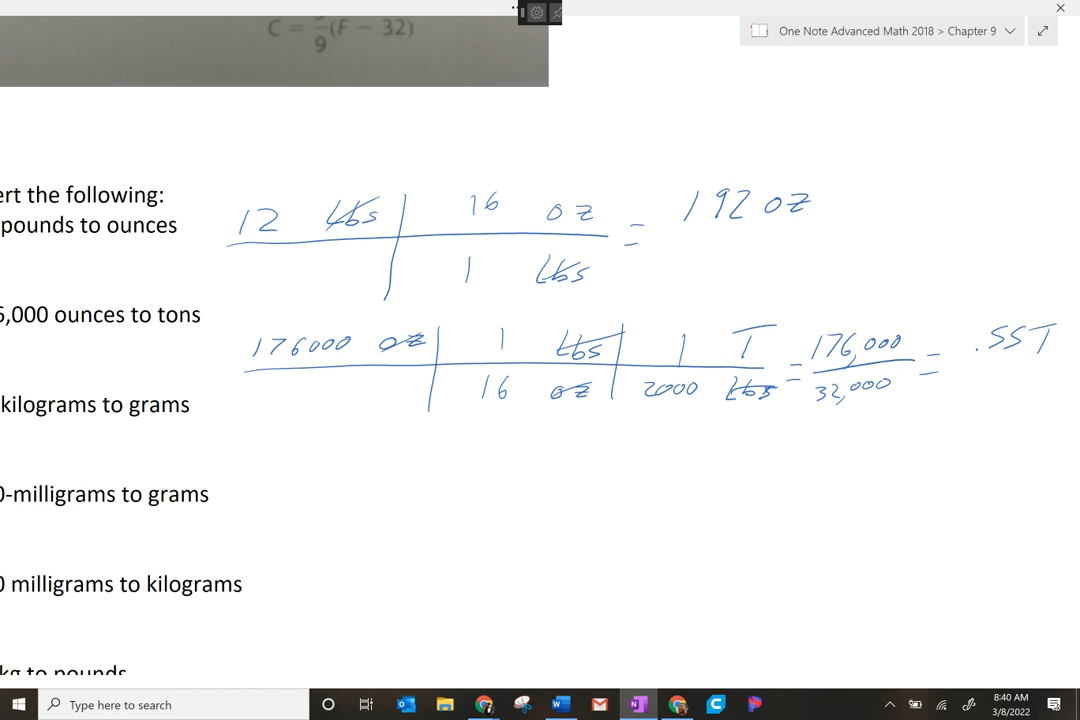 C = 5/9 (F − 32)
One Note Advanced Math 2018 > Chapter 9
ert the following:
pounds to ounces
12 Lbs | 16 oz = 192 oz
1 Lbs
6,000 ounces to tons
176000 oz | 1 Lbs | 1 T = 176,000 = .55T
16 oz | 2000 Lbs 32,000
kilograms to grams
0-milligrams to grams
0 milligrams to kilograms
kg to pounds
Type here to search
8:40 AM
3/8/2022